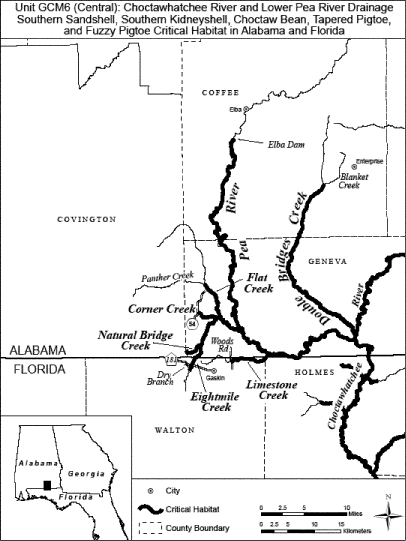 Unit GCM6 (Central): Choctawhatchee River and Lower Pea River Drainage
Southern Sandshell, Southern Kidneyshell, Choctaw Bean, Tapered Pigtoe,
and Fuzzy Pigtoe Critical Habitat in Alabama and Florida
COFFEE
Elba
Elba Dam
Enterprise
Blanket
Creek
River
Creek
COVINGTON
Pea
Bridges
GENEVA
Double
River
Panther Creek
Flat
Creek
Corner Creek
54
Natural Bridge
Creek
Woods
Rd
ALABAMA
FLORIDA
181
Dry
Branch
Gaskin
Limestone
Creek
HOLMES
Choctawhatchee
Eightmile Creek
WALTON
Alabama
Georgia
Florida
City
Critical Habitat
County Boundary
0 2.5 5 10
Miles
0 2.5 5 10 15
Kilometers